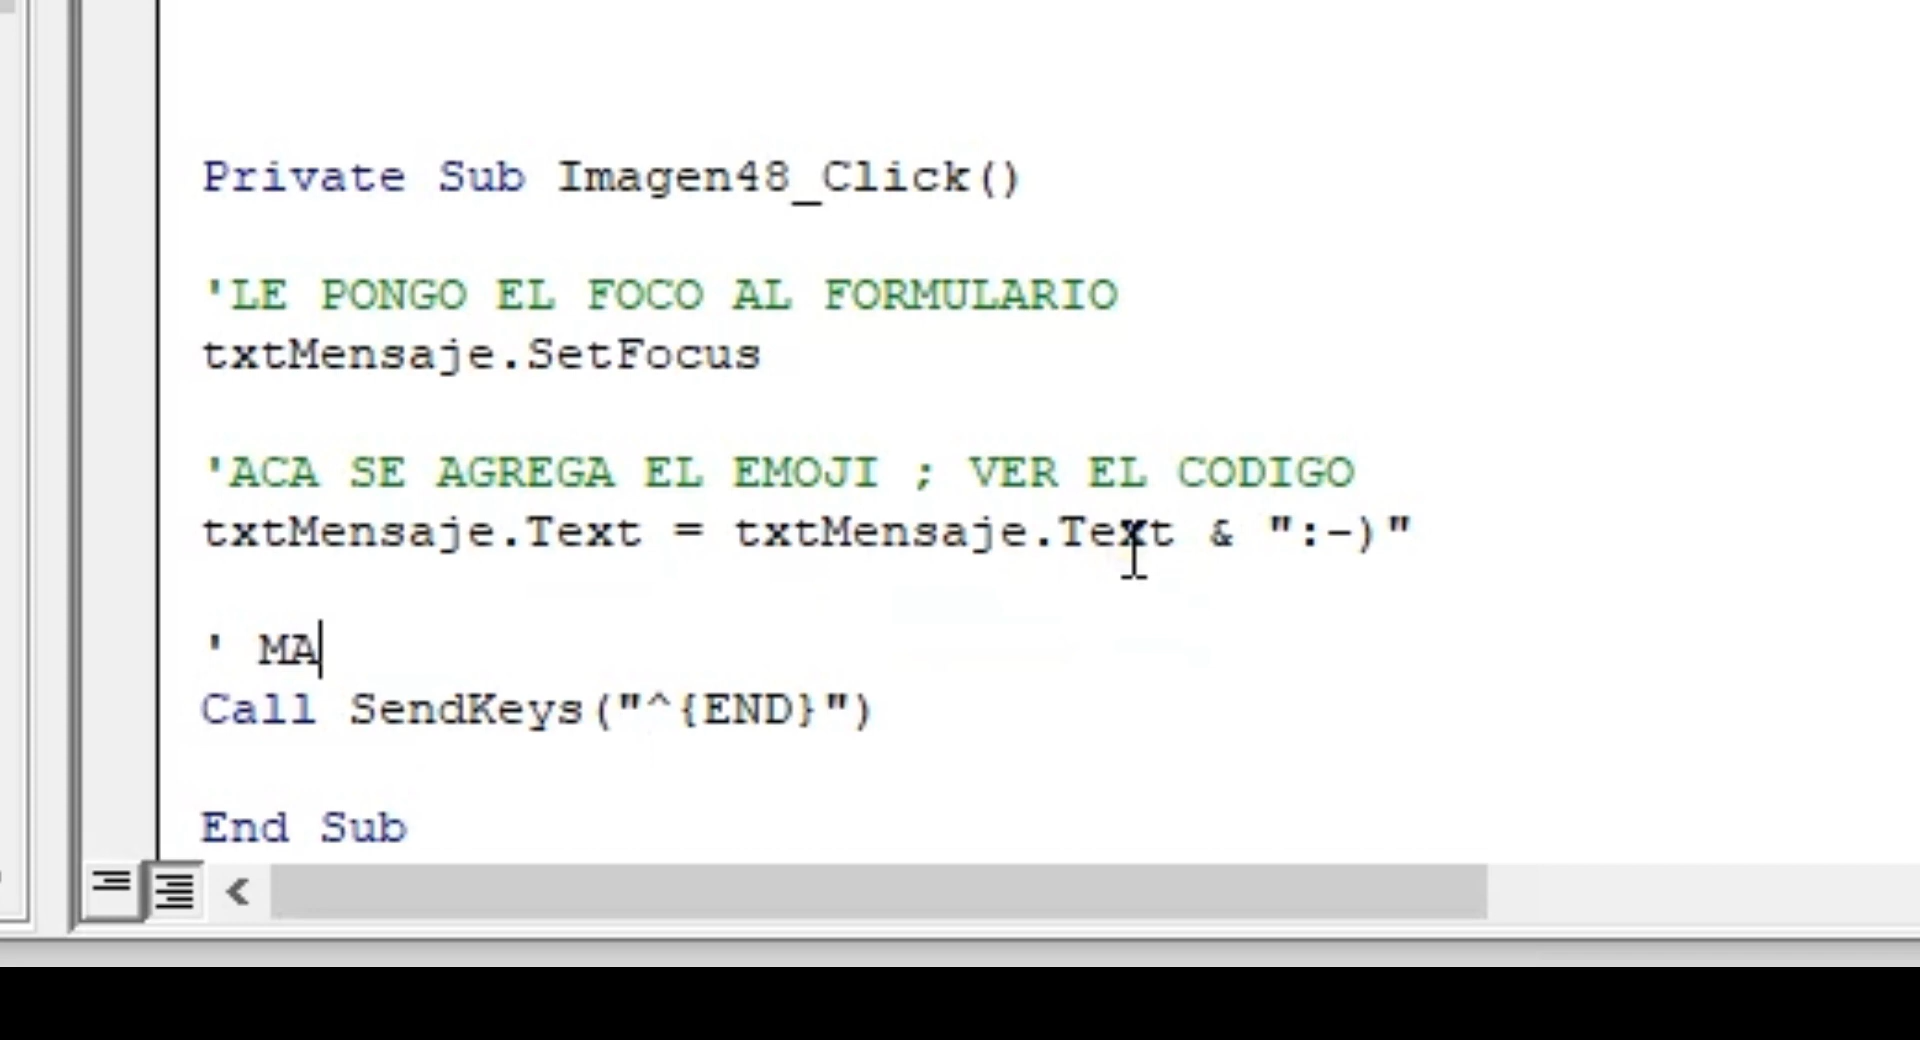 Private Sub Imagen48_Click()
'LE PONGO EL FOCO AL FORMULARIO
txtMensaje.SetFocus
'ACA SE AGREGA EL EMOJI ; VER EL CODIGO
txtMensaje.Text = txtMensaje.Text & ":-)"
' MA
Call SendKeys("^{END}")
End Sub